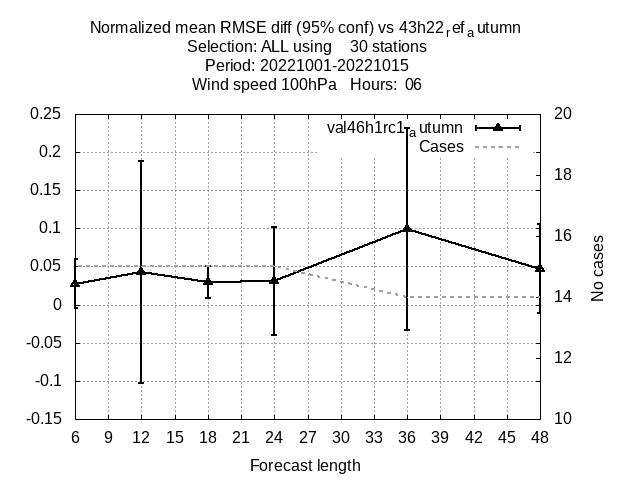 Normalized mean RMSE diff (95% conf) vs 43h22ref autumn
Selection: ALL using 30 stations
Period: 20221001-20221015
Wind speed 100hPa Hours: 06
val46h1rc1autumn
Cases
0.25
0.2
0.15
0.1
0.05
0
-0.05
-0.1
-0.15
20
18
16
14
12
10
No cases
6 9 12 15 18 21 24 27 30 33 36 39 42 45 48
Forecast length